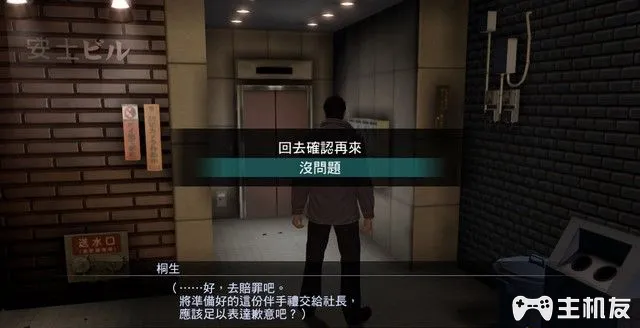 安土ビル
回去確認再來
沒問題
送水口
桐生
（……好，去賠罪吧。
將準備好的這份伴手禮交給社長，
應該足以表達歉意吧？）
主机友